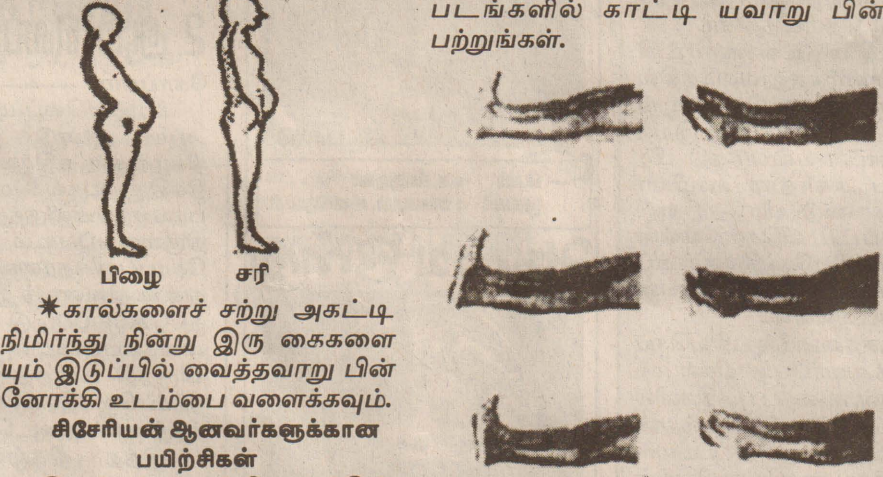 பிழை
சரி
✴கால்களைச் சற்று அகட்டி
நிமிர்ந்து நின்று இரு கைகளை
யும் இடுப்பில் வைத்தவாறு பின்
னோக்கி உடம்பை வளைக்கவும்.
சிசேரியன் ஆனவர்களுக்கான
பயிற்சிகள்
படங்களில் காட்டி யவாறு பின்
பற்றுங்கள்.